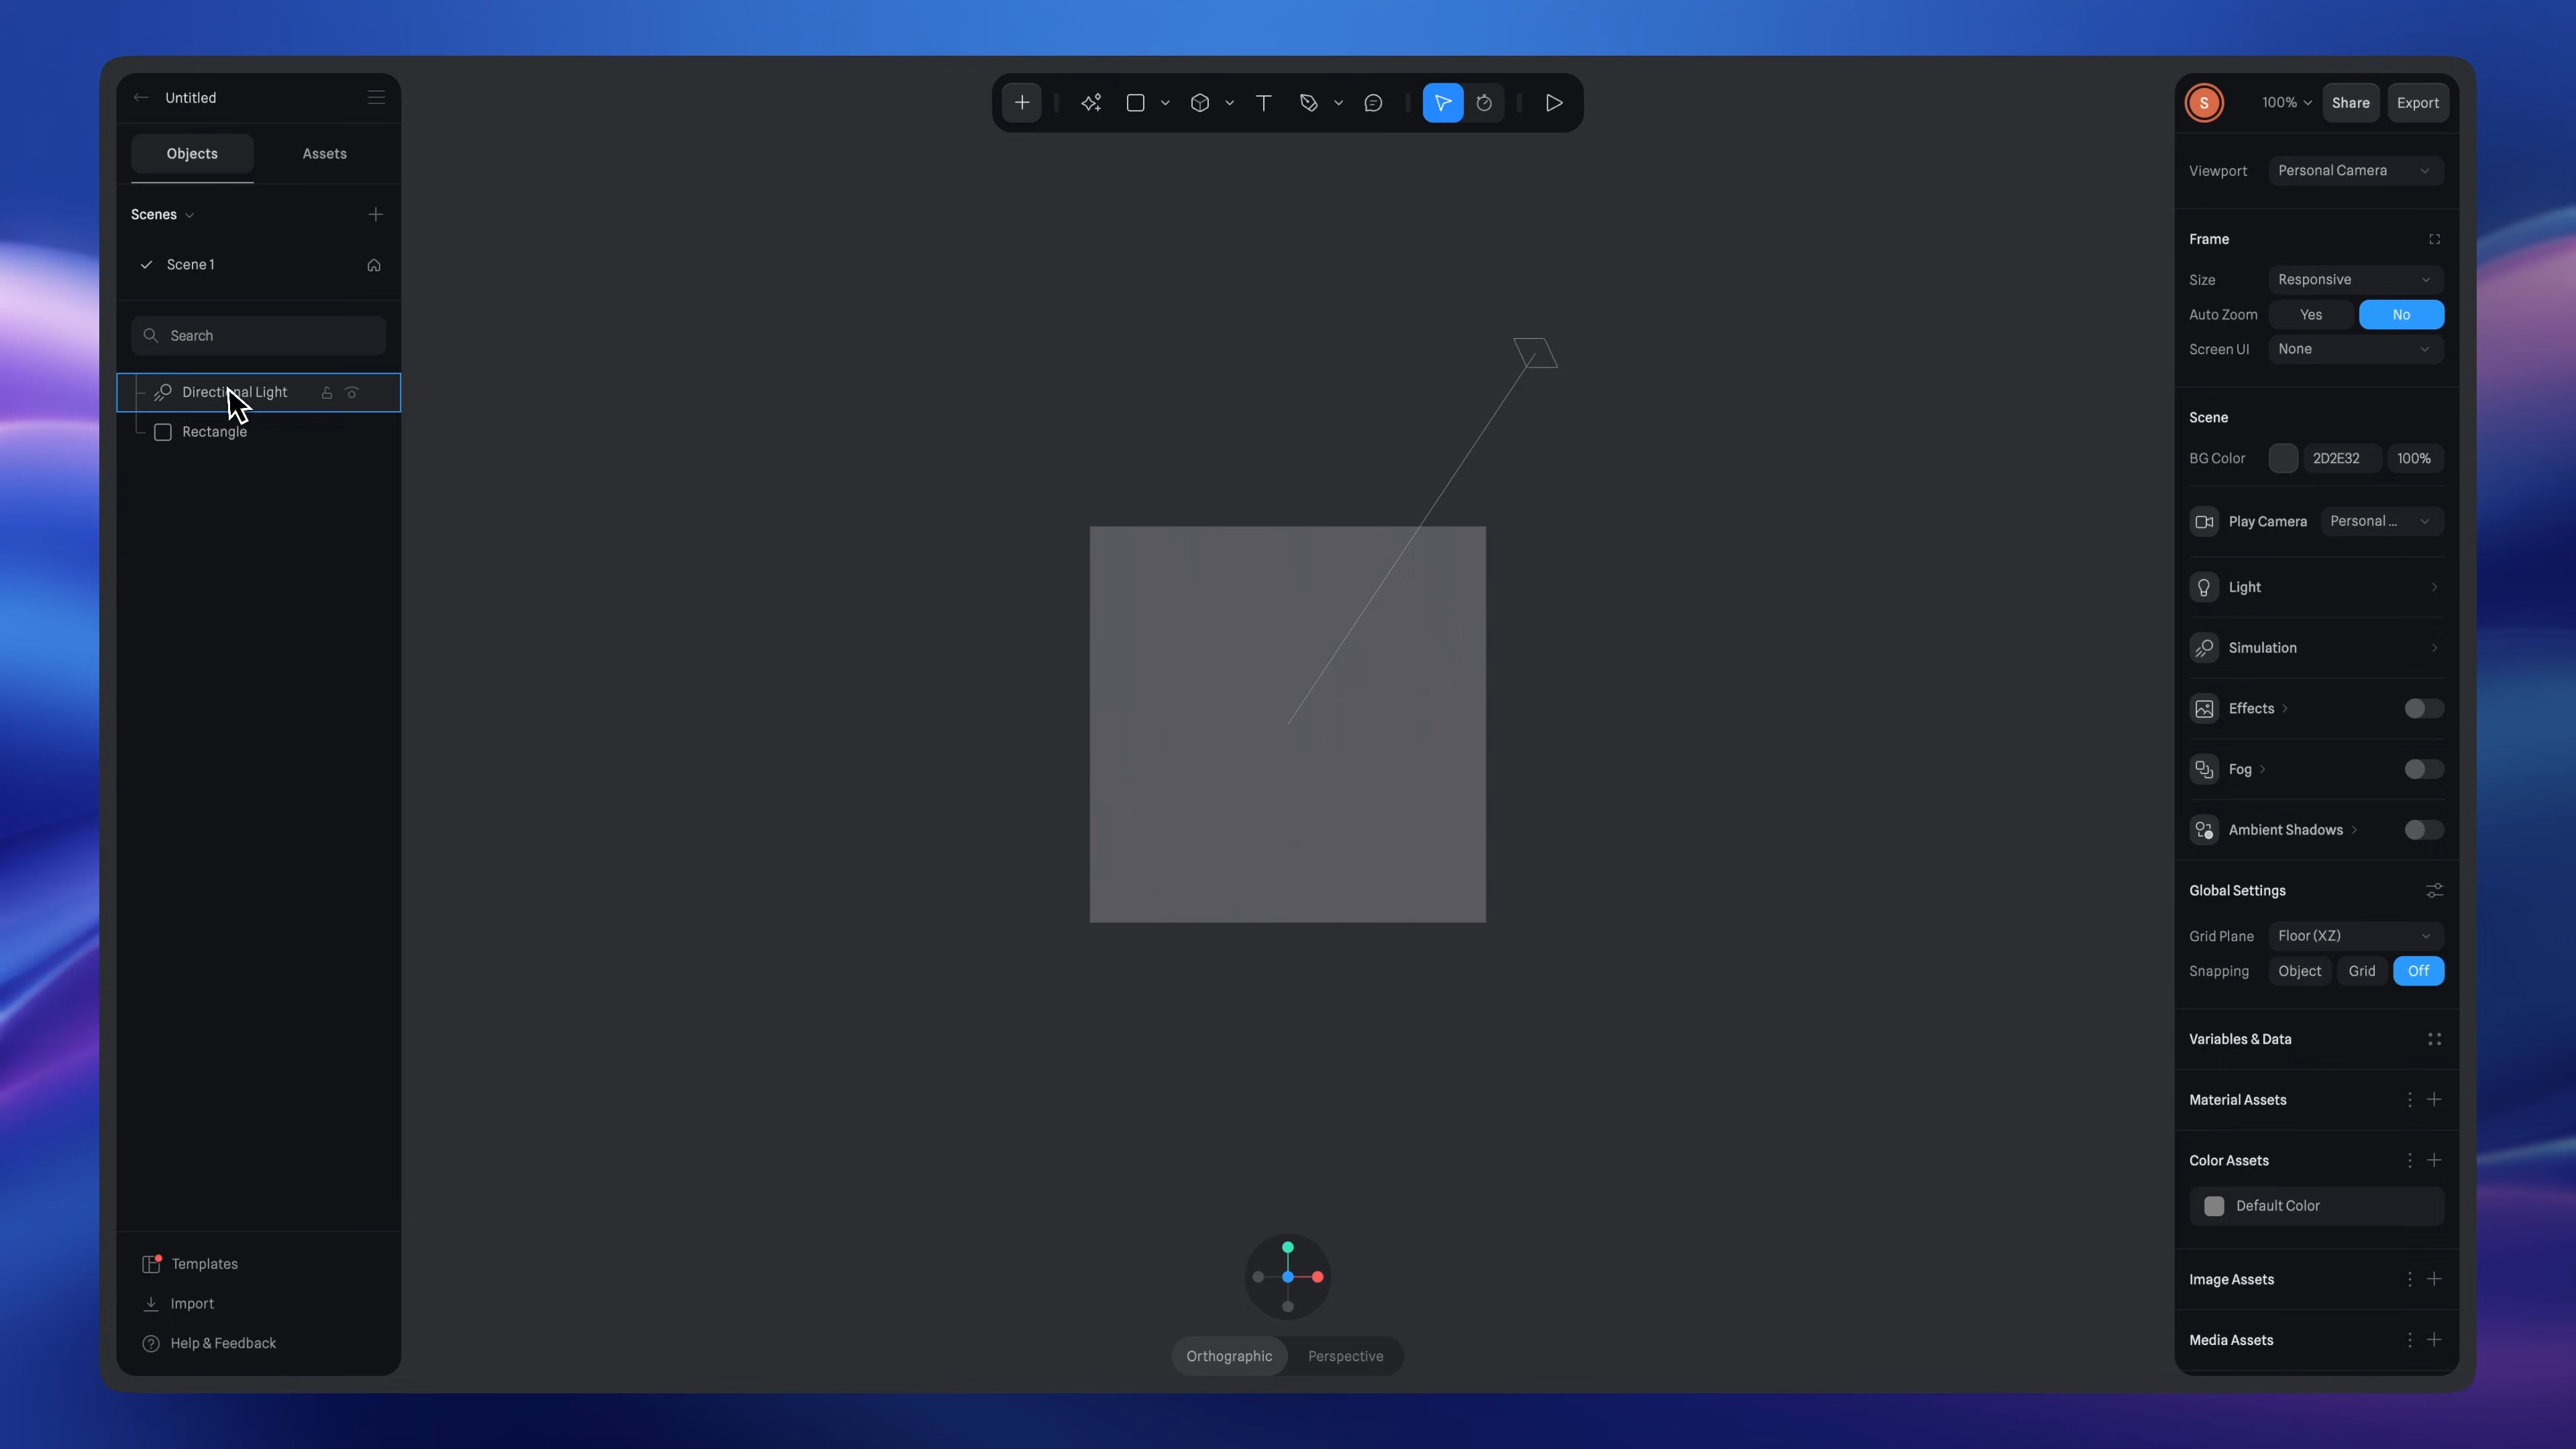 Untitled
Objects
Assets
Scenes
Scene 1
Search
Directional Light
Rectangle
Templates
Import
Help & Feedback
Orthographic
Perspective
S
100%
Share
Export
Viewport
Personal Camera
Frame
Size
Responsive
Auto Zoom
Yes
No
Screen UI
None
Scene
BG Color
2D2E32
100%
Play Camera
Personal ...
Light
Simulation
Effects
Fog
Ambient Shadows
Global Settings
Grid Plane
Floor (XZ)
Snapping
Object
Grid
Off
Variables & Data
Material Assets
Color Assets
Default Color
Image Assets
Media Assets